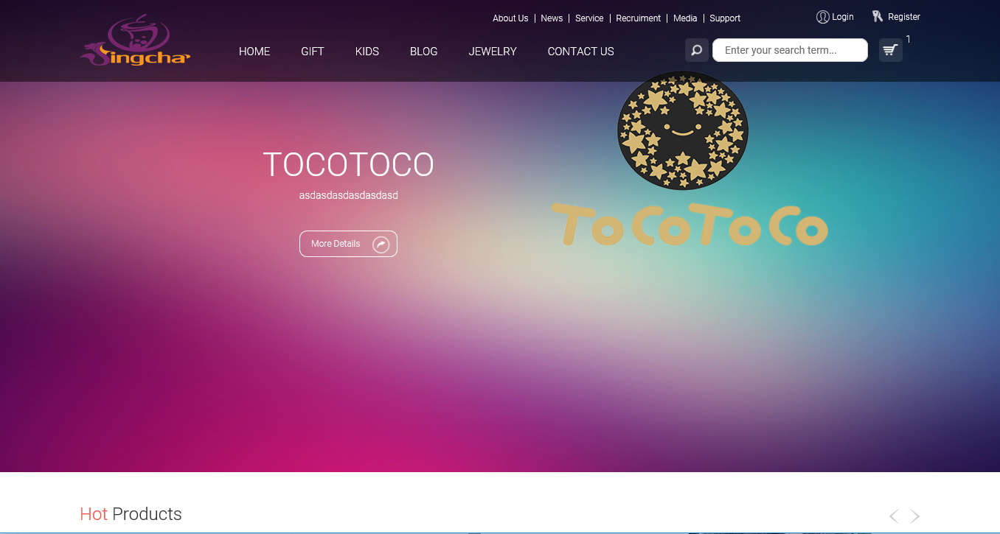 About Us | News | Service | Recruiment | Media | Support
Login
Register
Dingcha
HOME GIFT KIDS BLOG JEWELRY CONTACT US
Enter your search term...
1
TOCOTOCO
asdasdasdasdasdasd
More Details
ToCoToCo
Hot Products